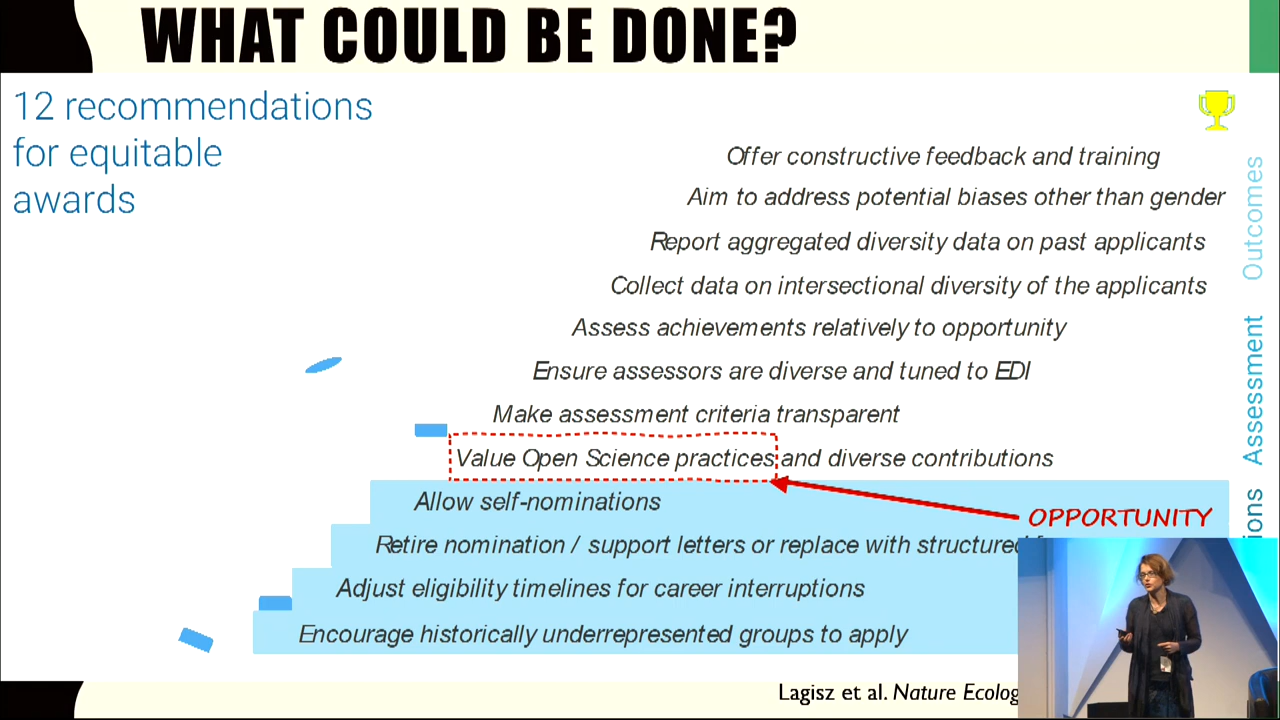 WHAT COULD BE DONE?
12 recommendations
for equitable
awards
Offer constructive feedback and training
Aim to address potential biases other than gender
Report aggregated diversity data on past applicants
Collect data on intersectional diversity of the applicants
Assess achievements relatively to opportunity
Ensure assessors are diverse and tuned to EDI
Make assessment criteria transparent
Value Open Science practices and diverse contributions
Allow self-nominations
OPPORTUNITY
Retire nomination / support letters or replace with structured
Adjust eligibility timelines for career interruptions
Encourage historically underrepresented groups to apply
Outcomes
Assessment
Lagisz et al. Nature